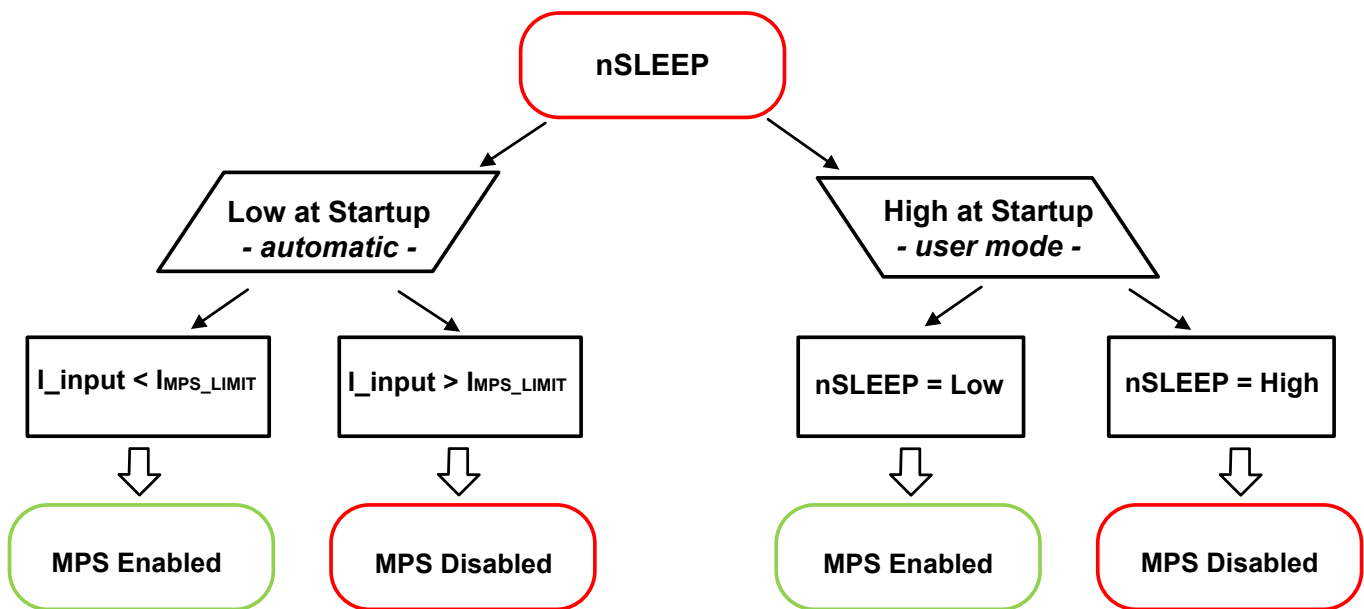 nSLEEP
Low at Startup
- automatic -
High at Startup
- user mode -
I_input < IMPS_LIMIT
I_input > IMPS_LIMIT
nSLEEP = Low
nSLEEP = High
MPS Enabled
MPS Disabled
MPS Enabled
MPS Disabled